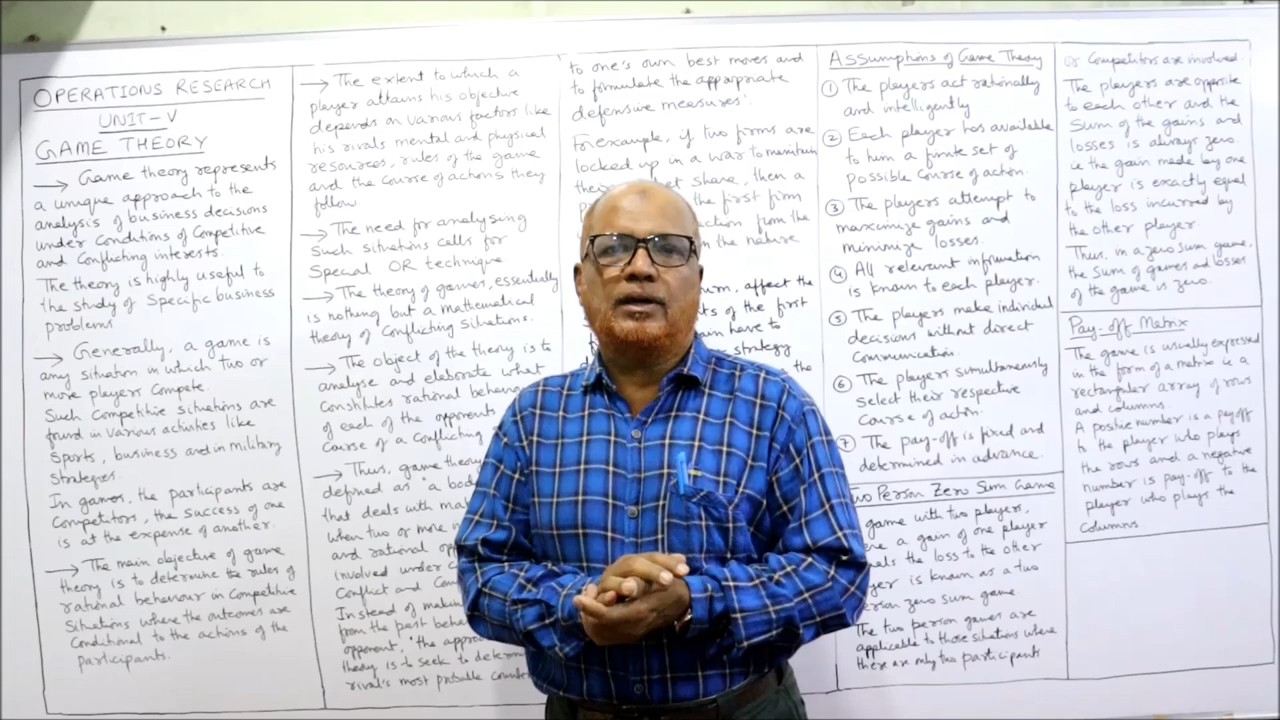 OPERATIONS RESEARCH
UNIT-V
GAME THEORY
→ Game theory represents
a unique approach to the
analysis of business decisions
under Conditions of Competitive
and Conflicting interests.
The theory is highly useful to
the study of Specific business
problems
→ Generally, a game is
any situation in which two or
more players Compete.
Such Competitive situations are
found in various activities like
Sports, business and in military
Strategies.
In games, the participants are
Competitors, the success of one
is at the expense of another.
→ The main objective of game
theory is to determine the rules of
rational behaviour in Competitive
Situations where the outcomes are
Conditional to the actions of the
participants.
→ The extent to which a
player attains his objective
depends on various factors like
his rivals mental and physical
resources, rules of the game
and the course of actions they
follow.
→ The need for analysing
Such situations calls for
Special OR technique
→ The theory of games, essentially
is nothing but a mathematical
theory of Conflicting Situations.
→ The object of the theory is to
analyse and elaborate what
Constitutes rational
of each of the opponents
Course of a Conflicting
→ Thus, game theory
defined as "a body
that deals with
when two or more
and rational
involved under
Conflict and
Instead of
from the past
opponent, "the
theory is to seek to
rival's most probable
to one's own best moves and
to formulate the appropriate
defensive measures".
For example, if two firms are
locked up in a war to maintain
their share, then a
the first firm
from the
in the nature
affect the
of the first
have to
strategy
the
Assumptions of Game Theory
① The players act rationally
and intelligently
② Each player has available
to him a finite set of
possible Course of action.
③ The players attempt to
maximize gains and
minimize losses.
④ All relevant information
is known to each player.
⑤ The players make individual
decisions without direct
Communication.
⑥ The players simultaneously
Select their respective
Course of action.
⑦ The pay-off is fixed and
determined in advance.
Two Person Zero Sum Game
game with two players,
a gain of one player
the loss to the other
is known as a two
zero sum game
The two person games are
applicable to those situations where
there are only two participants
or Competitors are involved.
The players are opposite
to each other and the
Sum of the gains and
losses is always zero.
i.e the gain made by one
player is exactly equal
to the loss incurred by
the other player.
Thus, in a zero sum game,
the sum of games and losses
of the game is zero.
Pay-off Matrix
The game is usually expressed
in the form of a matrix is a
rectangular array of rows
and columns.
A positive number is a payoff
to the player who plays
the rows and a negative
number is pay-off to the
player who plays the
Columns